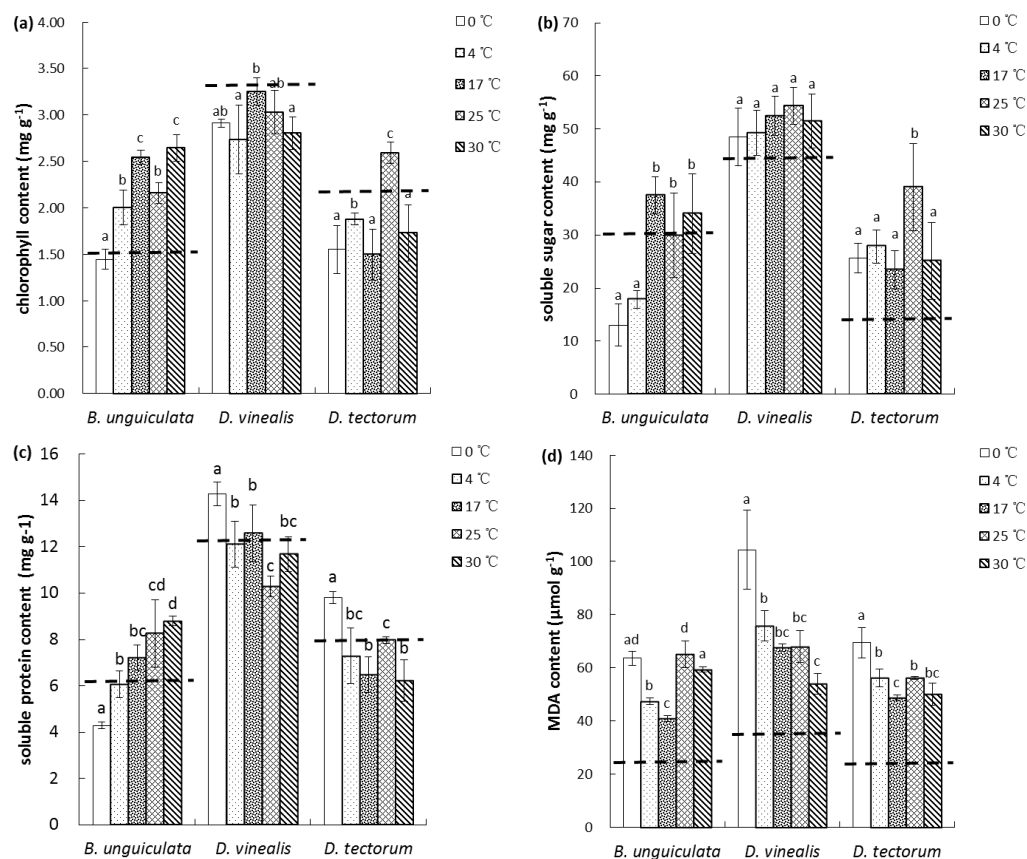 (a)
chlorophyll content (mg g-1)
4.00
3.50
3.00
2.50
2.00
1.50
1.00
0.50
0.00
a
b
c
b
c
ab
a
b
ab
a
a
b
a
c
a
B. unguiculata
D. vinealis
D. tectorum
0 ℃
4 ℃
17 ℃
25 ℃
30 ℃
(b)
soluble sugar content (mg g-1)
70
60
50
40
30
20
10
0
a
a
b
b
b
a
a
a
a
a
a
a
a
b
a
B. unguiculata
D. vinealis
D. tectorum
0 ℃
4 ℃
17 ℃
25 ℃
30 ℃
(c)
soluble protein content (mg g-1)
16
14
12
10
8
6
4
2
0
a
b
bc
cd
d
a
b
b
c
bc
a
bc
b
c
b
B. unguiculata
D. vinealis
D. tectorum
0 ℃
4 ℃
17 ℃
25 ℃
30 ℃
(d)
MDA content (μmol g-1)
140
120
100
80
60
40
20
0
ad
b
c
d
a
a
b
bc
bc
c
a
b
c
b
bc
B. unguiculata
D. vinealis
D. tectorum
0 ℃
4 ℃
17 ℃
25 ℃
30 ℃